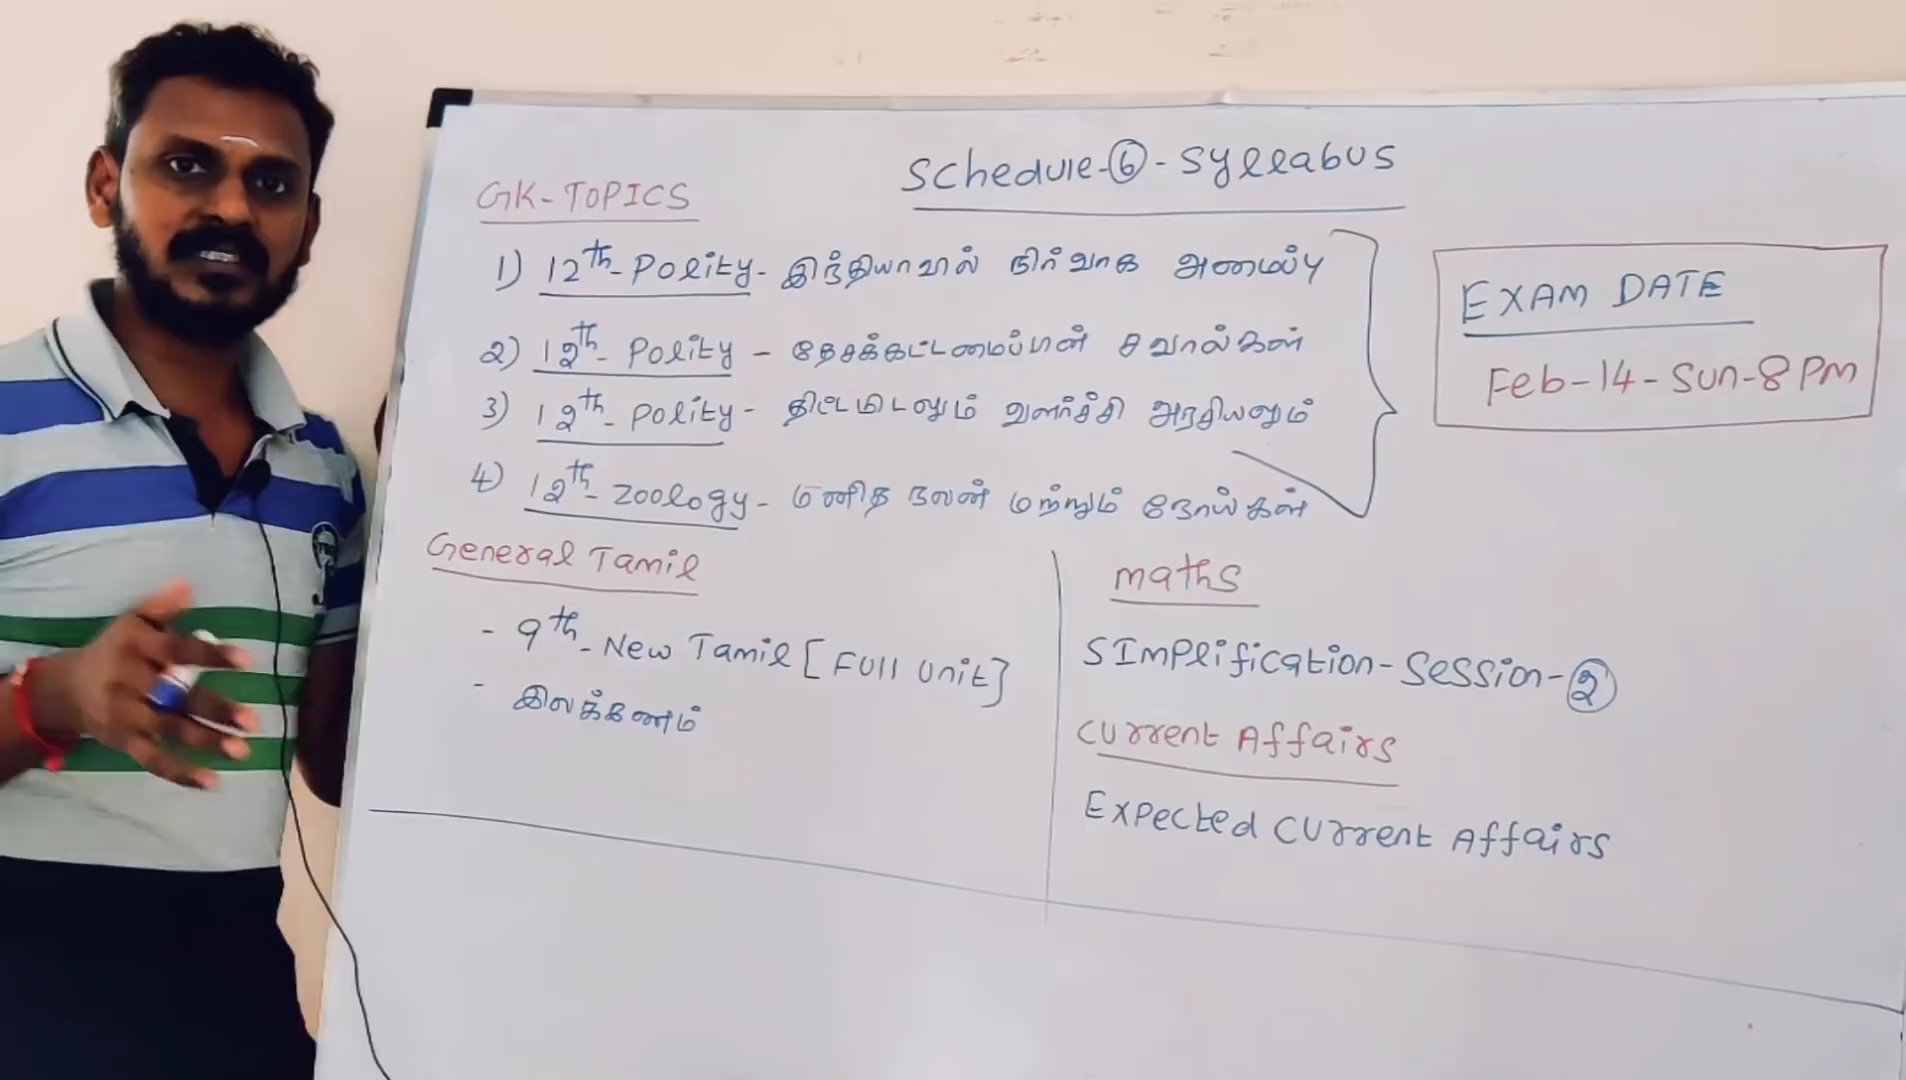 Schedule-6-Syllabus
GK-TOPICS
1) 12th-Polity- இந்தியாவில் நிர்வாக அமைப்பு
2) 12th-Polity - தேசக்கட்டமைப்பின் சவால்கள்
3) 12th-Polity- திட்டமிடலும் வளர்ச்சி அரசியலும்
4) 12th-Zoology- மனித நலன் மற்றும் நோய்கள்
EXAM DATE
Feb-14-Sun-8PM
General Tamil
- 9th-New Tamil [Full Unit]
- இலக்கணம்
maths
SImplification-Session-2
Current Affairs
Expected Current Affairs